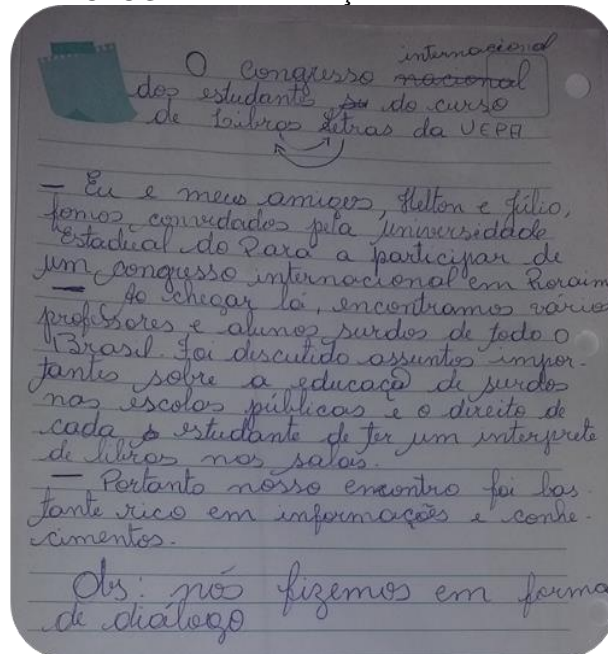 internacional
O Congresso nacional
dos estudante su do curso
de Libras Letras da UEPA
— Eu e meus amigos, Helton e Júlio,
fomos convidados pela universidade
Estadual do Pará a participar de
um congresso internacional em Roraim
— Ao chegar lá, encontramos vários
professores e alunos surdos de todo o
Brasil. Foi descutido assuntos impor-
tantes sobre a educaçã de surdos
nas escolas públicas e o direito de
cada estudante de ter um interprete
de libras nas salas.
— Portanto nosso encontro foi bas-
tante rico em informações e conhe-
cimentos.
Obs: nós fizemos em forma
de diálogo